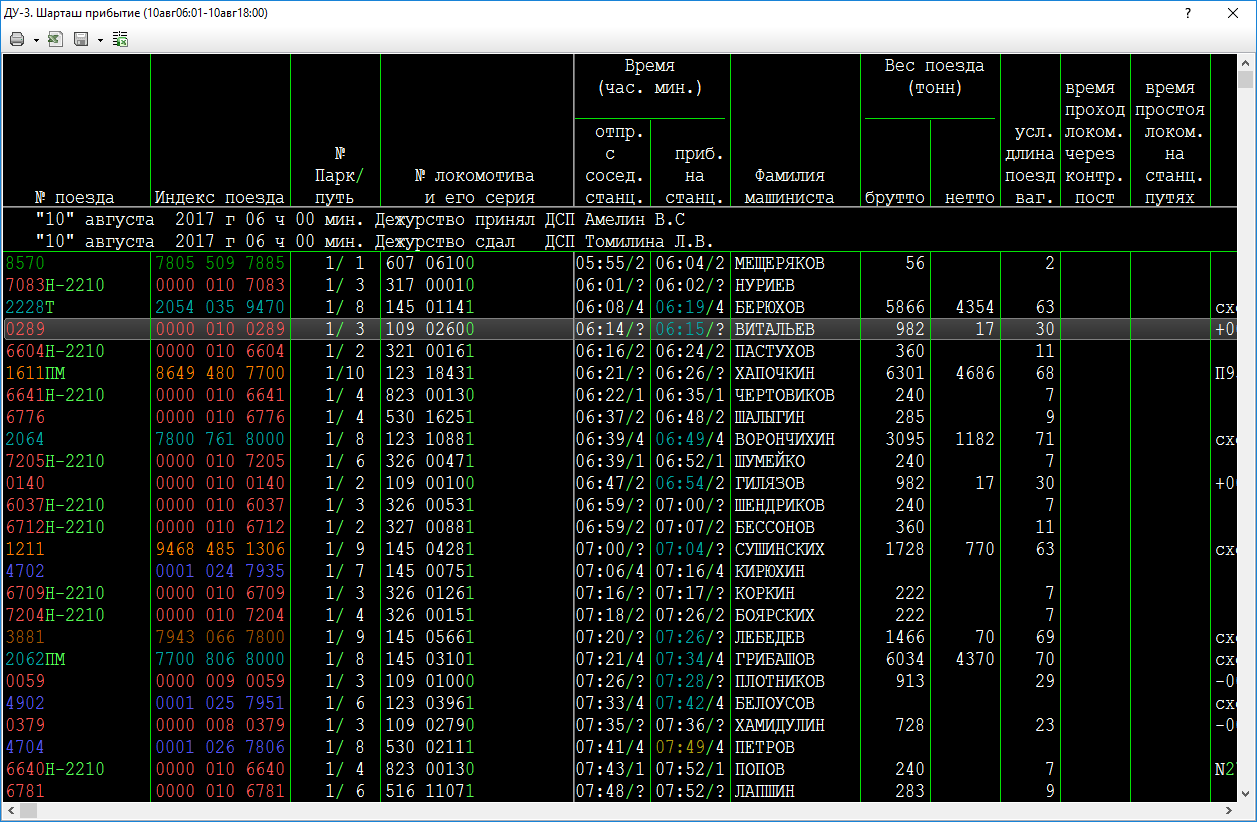 ДУ-3. Шарташ прибытие (10авг06:01-10авг18:00)
Время Вес поезда
(час. мин.) (тонн) время время
проход простоя
отпр. усл. локом. локом.
№ с приб. длина через на
Парк/ № локомотива сосед. на Фамилия поезд контр. станц.
№ поезда Индекс поезда путь и его серия станц. станц. машиниста брутто нетто ваг. пост путях
"10" августа 2017 г 06 ч 00 мин. Дежурство принял ДСП Амелин В.С
"10" августа 2017 г 06 ч 00 мин. Дежурство сдал ДСП Томилина Л.В.
8570 7805 509 7885 1/ 1 607 06100 05:55/2 06:04/2 МЕЩЕРЯКОВ 56 2
7083Н-2210 0000 010 7083 1/ 3 317 00010 06:01/? 06:02/? НУРИЕВ
2228Т 2054 035 9470 1/ 8 145 01141 06:08/4 06:19/4 БЕРЮХОВ 5866 4354 63
0289 0000 010 0289 1/ 3 109 02600 06:14/? 06:15/? ВИТАЛЬЕВ 982 17 30
6604Н-2210 0000 010 6604 1/ 2 321 00161 06:16/2 06:24/2 ПАСТУХОВ 360 11
1611ПМ 8649 480 7700 1/10 123 18431 06:21/? 06:26/? ХАПОЧКИН 6301 4686 68
6641Н-2210 0000 010 6641 1/ 4 823 00130 06:22/1 06:35/1 ЧЕРТОВИКОВ 240 7
6776 0000 010 6776 1/ 4 530 16251 06:37/2 06:48/2 ШАЛЫГИН 285 9
2064 7800 761 8000 1/ 8 123 10881 06:39/4 06:49/4 ВОРОНЧИХИН 3095 1182 71
7205Н-2210 0000 010 7205 1/ 6 326 00471 06:39/1 06:52/1 ШУМЕЙКО 240 7
0140 0000 010 0140 1/ 2 109 00100 06:47/2 06:54/2 ГИЛЯЗОВ 982 17 30
6037Н-2210 0000 010 6037 1/ 3 326 00531 06:59/? 07:00/? ШЕНДРИКОВ 240 7
6712Н-2210 0000 010 6712 1/ 2 327 00881 06:59/2 07:07/2 БЕССОНОВ 360 11
1211 9468 485 1306 1/ 9 145 04281 07:00/? 07:04/? СУШИНСКИХ 1728 770 63
4702 0001 024 7935 1/ 7 145 00751 07:06/4 07:16/4 КИРЮХИН
6709Н-2210 0000 010 6709 1/ 3 326 01261 07:16/? 07:17/? КОРКИН 222 7
7204Н-2210 0000 010 7204 1/ 4 326 00151 07:18/2 07:26/2 БОЯРСКИХ 222 7
3881 7943 066 7800 1/ 9 145 05661 07:20/? 07:26/? ЛЕБЕДЕВ 1466 70 69
2062ПМ 7700 806 8000 1/ 8 145 03101 07:21/4 07:34/4 ГРИБАШОВ 6034 4370 70
0059 0000 009 0059 1/ 3 109 01000 07:26/? 07:28/? ПЛОТНИКОВ 913 29
4902 0001 025 7951 1/ 6 123 03961 07:33/4 07:42/4 БЕЛОУСОВ
0379 0000 008 0379 1/ 3 109 02790 07:35/? 07:36/? ХАМИДУЛИН 728 23
4704 0001 026 7806 1/ 8 530 02111 07:41/4 07:49/4 ПЕТРОВ
6640Н-2210 0000 010 6640 1/ 4 823 00130 07:43/1 07:52/1 ПОПОВ 240 7
6781 0000 010 6781 1/ 6 516 11071 07:48/? 07:52/? ЛАПШИН 283 9